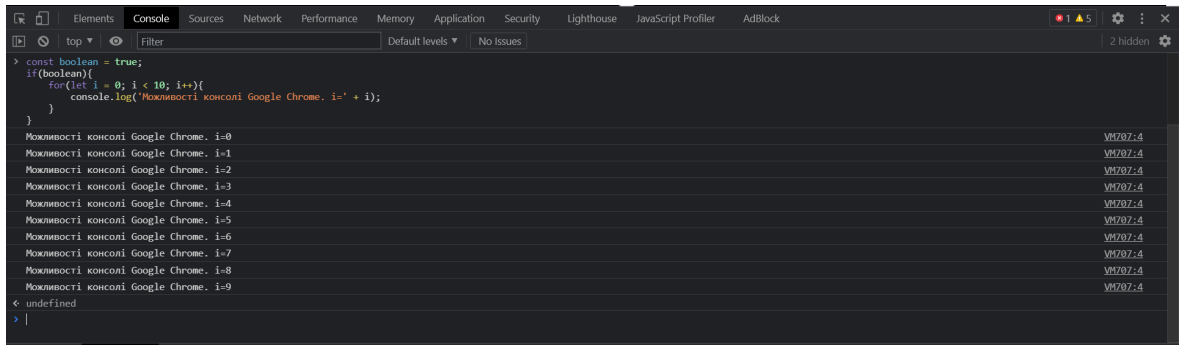 Elements Console Sources Network Performance Memory Application Security Lighthouse JavaScript Profiler AdBlock 1 5
top Filter Default levels No Issues 2 hidden
> const boolean = true;
if(boolean){
for(let i = 0; i < 10; i++){
console.log('Можливості консолі Google Chrome. i=' + i);
}
}
Можливості консолі Google Chrome. i=0 VM707:4
Можливості консолі Google Chrome. i=1 VM707:4
Можливості консолі Google Chrome. i=2 VM707:4
Можливості консолі Google Chrome. i=3 VM707:4
Можливості консолі Google Chrome. i=4 VM707:4
Можливості консолі Google Chrome. i=5 VM707:4
Можливості консолі Google Chrome. i=6 VM707:4
Можливості консолі Google Chrome. i=7 VM707:4
Можливості консолі Google Chrome. i=8 VM707:4
Можливості консолі Google Chrome. i=9 VM707:4
undefined
>